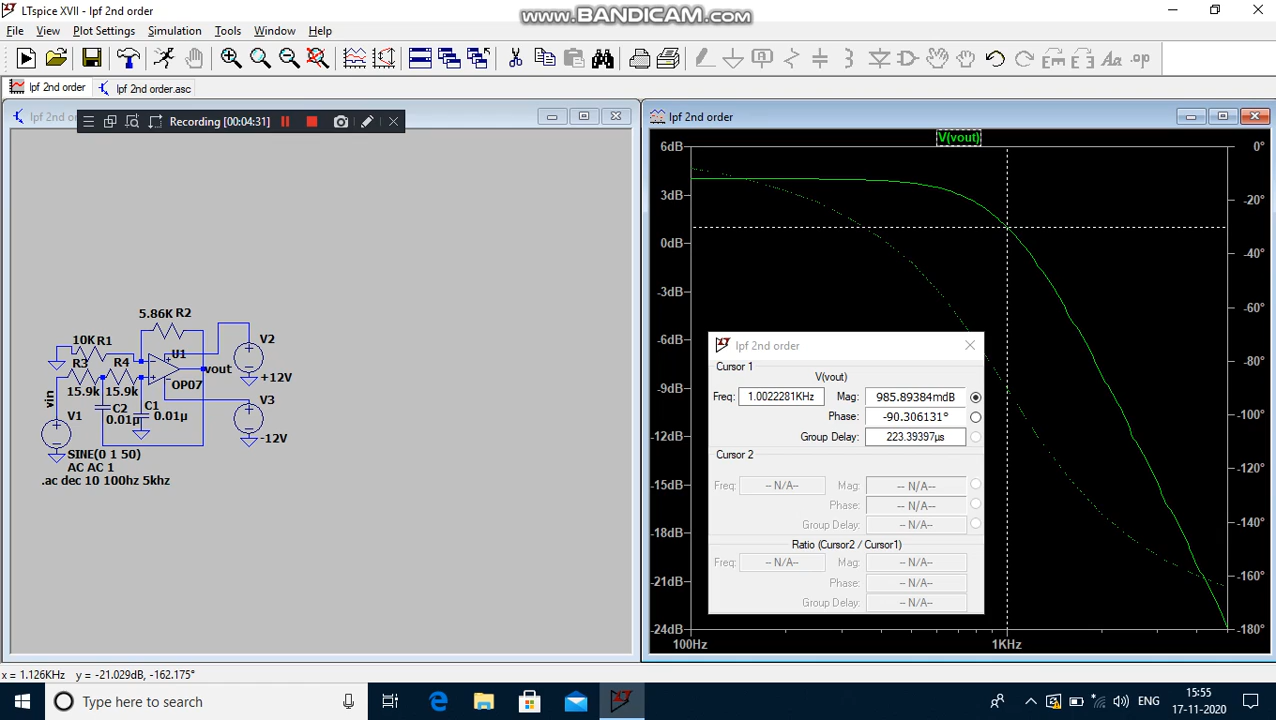 LTspice XVII - lpf 2nd order
www.BANDICAM.com
File View Plot Settings Simulation Tools Window Help
.op
lpf 2nd order
lpf 2nd order.asc
lpf 2nd
Recording [00:04:31]
5.86K R2
10K R1
R3 R4
U1
V2
vout
OP07
+12V
15.9k 15.9k
vin
V1
C2 C1
0.01µ 0.01µ
V3
-12V
SINE(0 1 50)
AC AC 1
.ac dec 10 100hz 5khz
lpf 2nd order
V(vout)
6dB
3dB
0dB
-3dB
-6dB
-9dB
-12dB
-15dB
-18dB
-21dB
-24dB
0°
-20°
-40°
-60°
-80°
-100°
-120°
-140°
-160°
-180°
100Hz
1KHz
lpf 2nd order
Cursor 1
V(vout)
Freq: 1.0022281KHz Mag: 985.89384mdB
Phase: -90.306131°
Group Delay: 223.39397µs
Cursor 2
Freq: -- N/A-- Mag: -- N/A--
Phase: -- N/A--
Group Delay: -- N/A--
Ratio (Cursor2 / Cursor1)
Freq: -- N/A-- Mag: -- N/A--
Phase: -- N/A--
Group Delay: -- N/A--
x = 1.126KHz y = -21.029dB, -162.175°
Type here to search
ENG
15:55
17-11-2020